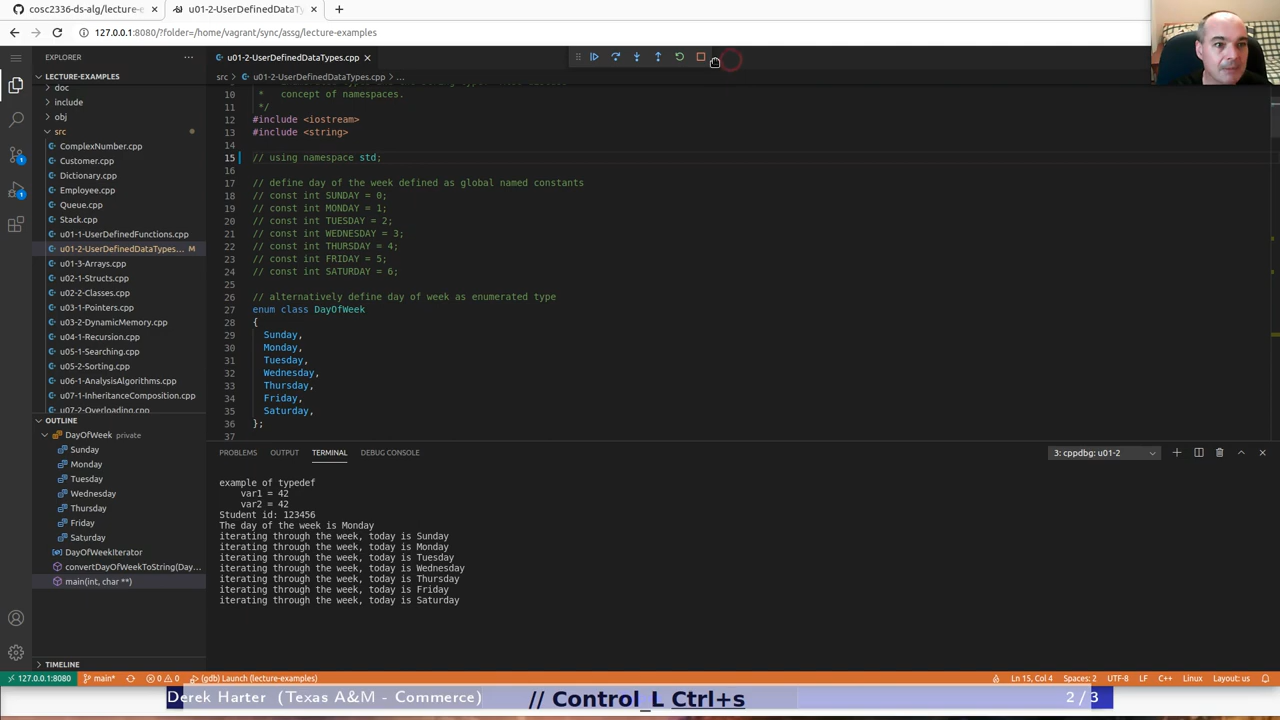 cosc2336-ds-alg/lecture-
u01-2-UserDefinedDataTyp
127.0.0.1:8080/?folder=/home/vagrant/sync/assg/lecture-examples
EXPLORER
LECTURE-EXAMPLES
doc
include
obj
src
ComplexNumber.cpp
Customer.cpp
Dictionary.cpp
Employee.cpp
Queue.cpp
Stack.cpp
u01-1-UserDefinedFunctions.cpp
u01-2-UserDefinedDataTypes... M
u01-3-Arrays.cpp
u02-1-Structs.cpp
u02-2-Classes.cpp
u03-1-Pointers.cpp
u03-2-DynamicMemory.cpp
u04-1-Recursion.cpp
u05-1-Searching.cpp
u05-2-Sorting.cpp
u06-1-AnalysisAlgorithms.cpp
u07-1-InheritanceComposition.cpp
u07-2-Overloading.cpp
OUTLINE
DayOfWeek private
Sunday
Monday
Tuesday
Wednesday
Thursday
Friday
Saturday
DayOfWeekIterator
convertDayOfWeekToString(Day...
main(int, char **)
TIMELINE
u01-2-UserDefinedDataTypes.cpp
src > u01-2-UserDefinedDataTypes.cpp > ...
10 * concept of namespaces.
11 */
12 #include <iostream>
13 #include <string>
14
15 // using namespace std;
16
17 // define day of the week defined as global named constants
18 // const int SUNDAY = 0;
19 // const int MONDAY = 1;
20 // const int TUESDAY = 2;
21 // const int WEDNESDAY = 3;
22 // const int THURSDAY = 4;
23 // const int FRIDAY = 5;
24 // const int SATURDAY = 6;
25
26 // alternatively define day of week as enumerated type
27 enum class DayOfWeek
28 {
29 Sunday,
30 Monday,
31 Tuesday,
32 Wednesday,
33 Thursday,
34 Friday,
35 Saturday,
36 };
37
PROBLEMS OUTPUT TERMINAL DEBUG CONSOLE
3: cppdbg: u01-2
example of typedef
var1 = 42
var2 = 42
Student id: 123456
The day of the week is Monday
iterating through the week, today is Sunday
iterating through the week, today is Monday
iterating through the week, today is Tuesday
iterating through the week, today is Wednesday
iterating through the week, today is Thursday
iterating through the week, today is Friday
iterating through the week, today is Saturday
127.0.0.1:8080 main* 0 0 (gdb) Launch (lecture-examples) Ln 15, Col 4 Spaces: 2 UTF-8 LF C++ Linux Layout: us
Derek Harter (Texas A&M - Commerce) // Control_L Ctrl+s 2 / 3